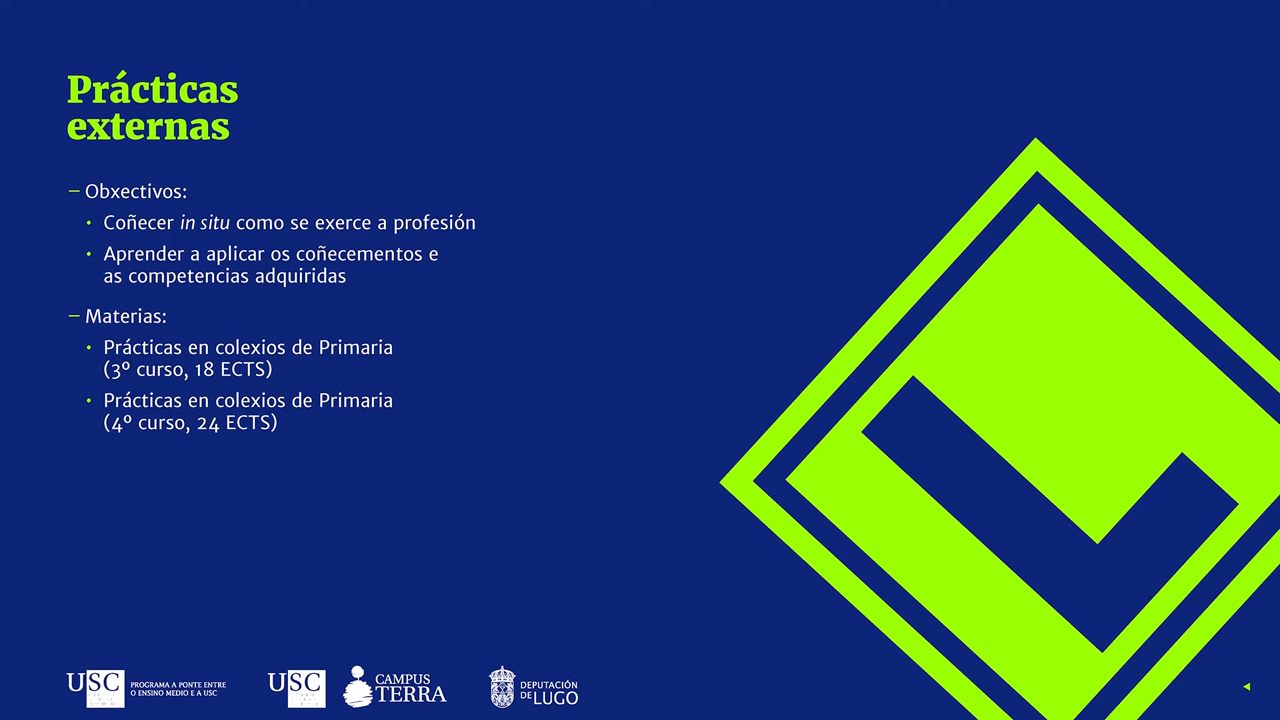 Prácticas
externas
– Obxectivos:
• Coñecer in situ como se exerce a profesión
• Aprender a aplicar os coñecementos e
as competencias adquiridas
– Materias:
• Prácticas en colexios de Primaria
(3º curso, 18 ECTS)
• Prácticas en colexios de Primaria
(4º curso, 24 ECTS)
USC
PROGRAMA A PONTE ENTRE
O ENSINO MEDIO E A USC
USC
CAMPUS
TERRA
DEPUTACIÓN
DE LUGO